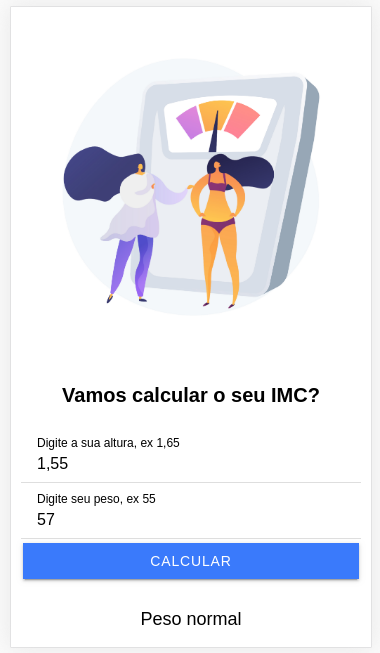 Vamos calcular o seu IMC?
Digite a sua altura, ex 1,65
1,55
Digite seu peso, ex 55
57
CALCULAR
Peso normal